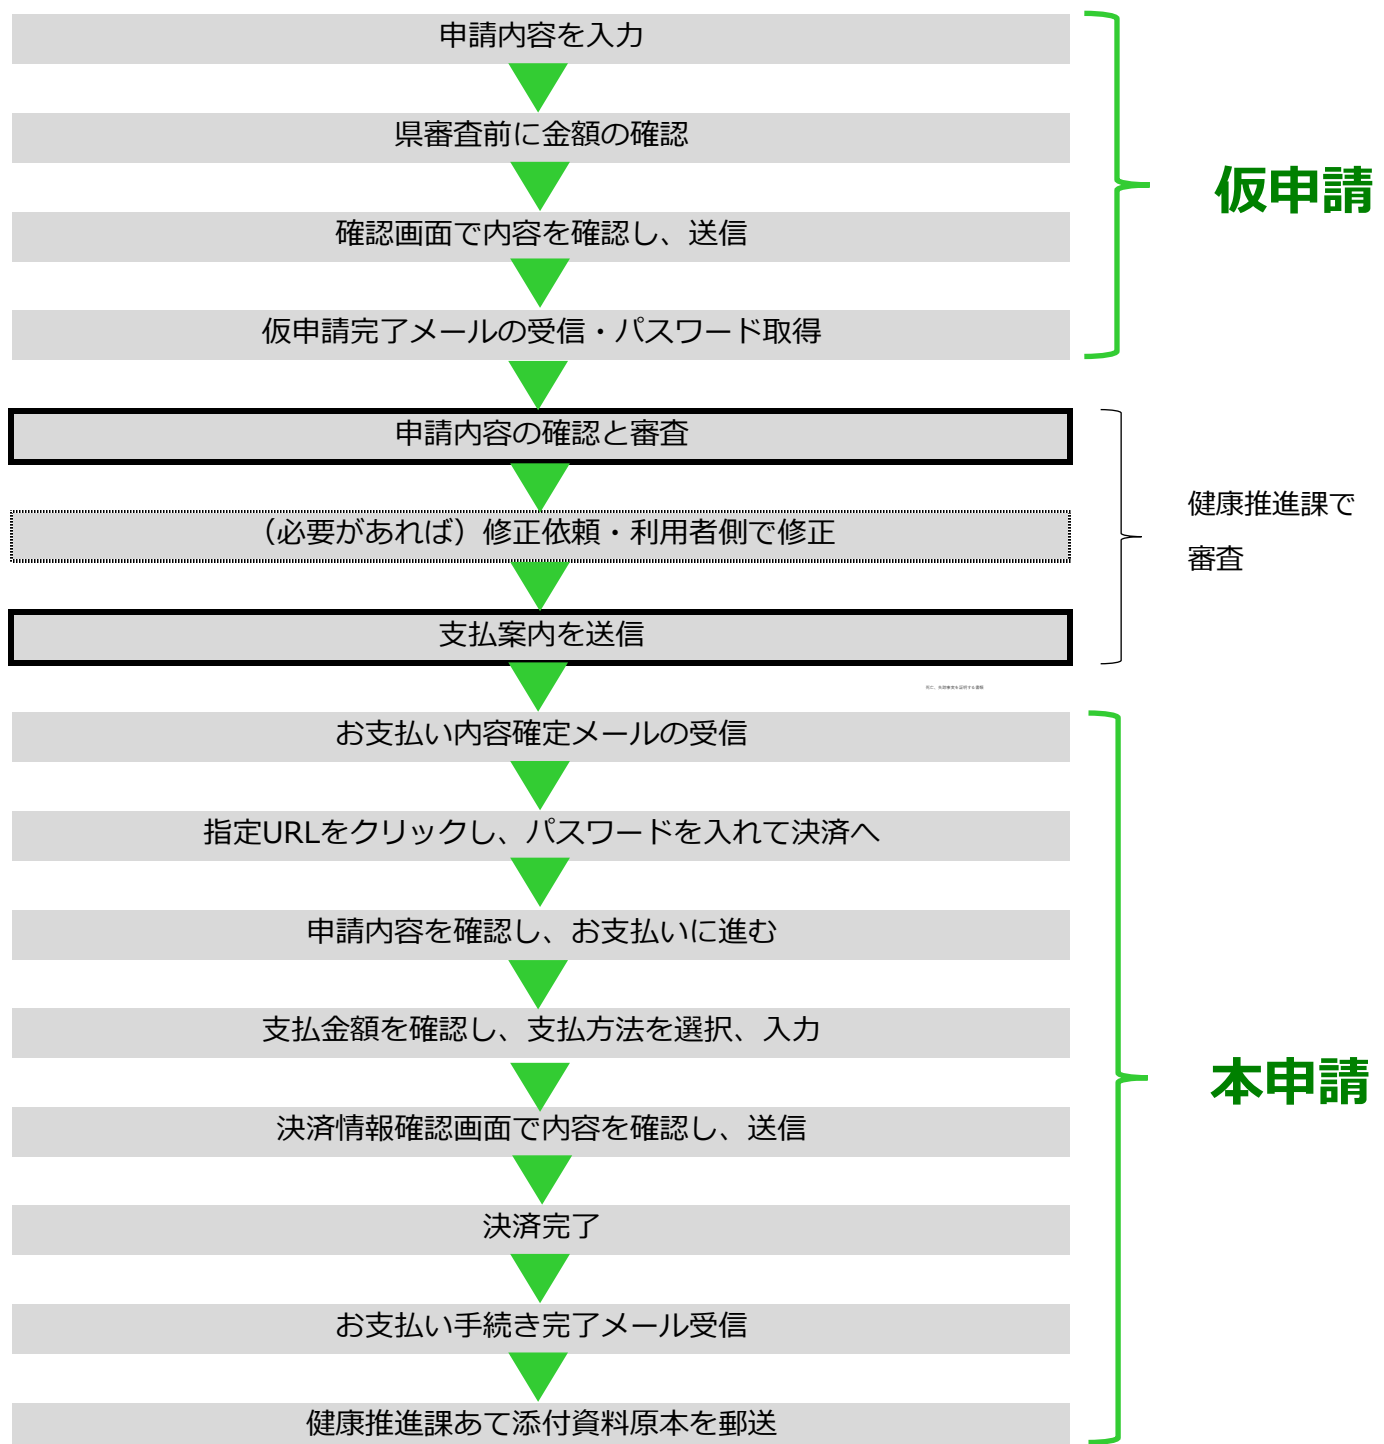 申請内容を入力
県審査前に金額の確認
確認画面で内容を確認し、送信
仮申請完了メールの受信・パスワード取得
仮申請
申請内容の確認と審査
（必要があれば）修正依頼・利用者側で修正
支払案内を送信
健康推進課で
審査
お支払い内容確定メールの受信
指定URLをクリックし、パスワードを入れて決済へ
申請内容を確認し、お支払いに進む
支払金額を確認し、支払方法を選択、入力
決済情報確認画面で内容を確認し、送信
決済完了
お支払い手続き完了メール受信
健康推進課あて添付資料原本を郵送
本申請